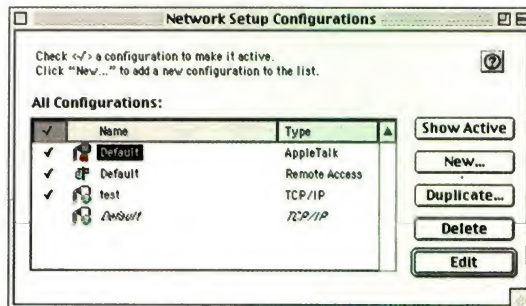 Network Setup Configurations
Check <✓> a configuration to make it active.
Click "New..." to add a new configuration to the list.
All Configurations:
✓ Name Type
✓ Default AppleTalk
✓ Default Remote Access
✓ test TCP/IP
Default TCP/IP
Show Active
New...
Duplicate...
Delete
Edit